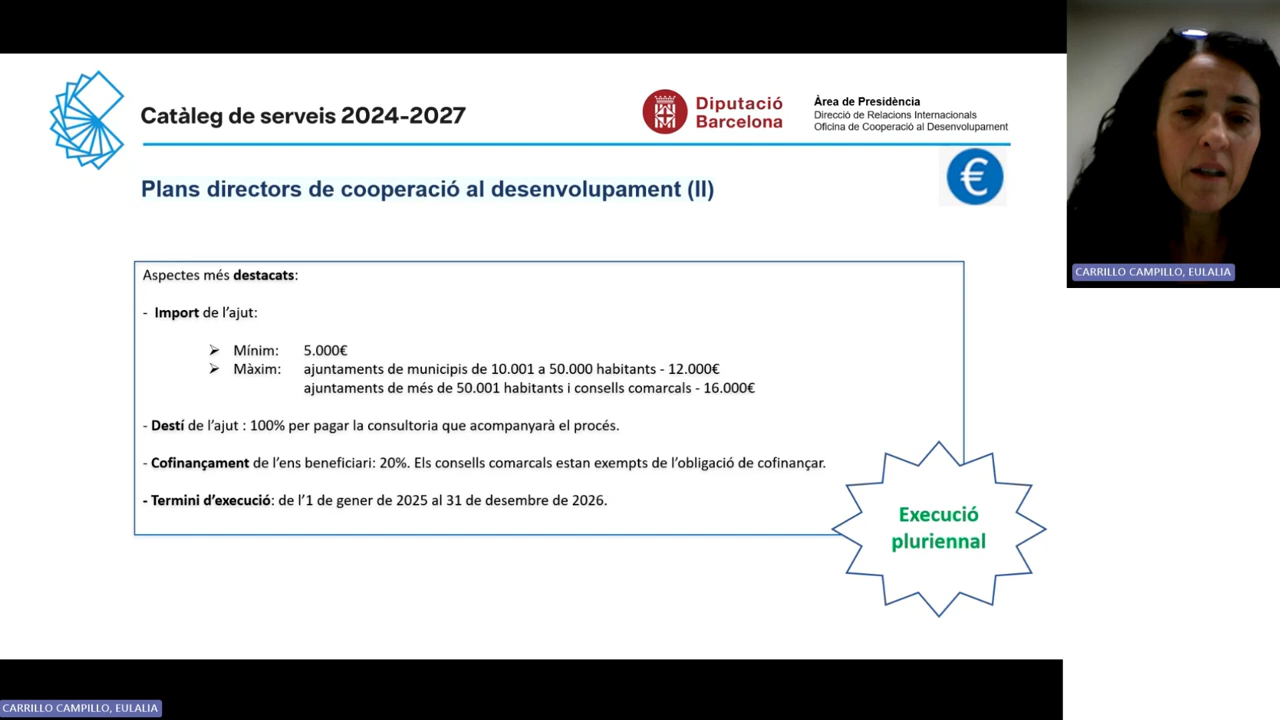 Catàleg de serveis 2024-2027
Diputació
Barcelona
Àrea de Presidència
Direcció de Relacions Internacionals
Oficina de Cooperació al Desenvolupament
€
Plans directors de cooperació al desenvolupament (II)
Aspectes més destacats:
- Import de l’ajut:
➢ Mínim: 5.000€
➢ Màxim: ajuntaments de municipis de 10.001 a 50.000 habitants - 12.000€
ajuntaments de més de 50.001 habitants i consells comarcals - 16.000€
- Destí de l’ajut : 100% per pagar la consultoria que acompanyarà el procés.
- Cofinançament de l’ens beneficiari: 20%. Els consells comarcals estan exempts de l’obligació de cofinançar.
- Termini d’execució: de l’1 de gener de 2025 al 31 de desembre de 2026.
Execució
pluriennal
CARRILLO CAMPILLO, EULALIA
CARRILLO CAMPILLO, EULALIA